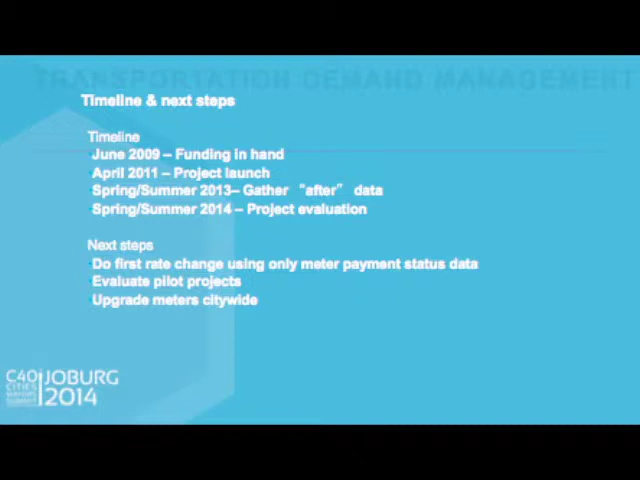 TRANSPORTATION DEMAND MANAGEMENT
Timeline & next steps
Timeline
June 2009 – Funding in hand
April 2011 – Project launch
Spring/Summer 2013– Gather “after” data
Spring/Summer 2014 – Project evaluation
Next steps
Do first rate change using only meter payment status data
Evaluate pilot projects
Upgrade meters citywide
C40 JOBURG
CITIES
MAYORS 2014
SUMMIT